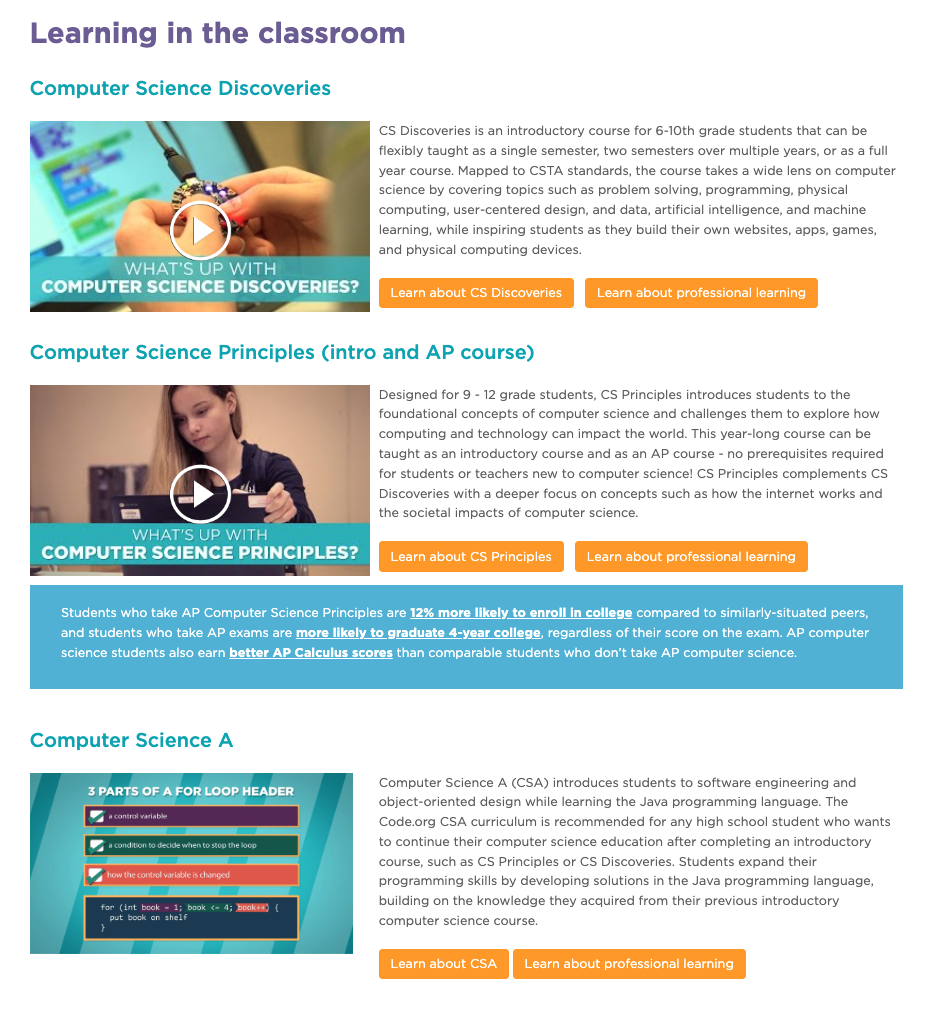 Learning in the classroom
Computer Science Discoveries
WHAT'S UP WITH
COMPUTER SCIENCE DISCOVERIES?
CS Discoveries is an introductory course for 6-10th grade students that can be
flexibly taught as a single semester, two semesters over multiple years, or as a full
year course. Mapped to CSTA standards, the course takes a wide lens on computer
science by covering topics such as problem solving, programming, physical
computing, user-centered design, and data, artificial intelligence, and machine
learning, while inspiring students as they build their own websites, apps, games,
and physical computing devices.
Learn about CS Discoveries Learn about professional learning
Computer Science Principles (intro and AP course)
WHAT'S UP WITH
COMPUTER SCIENCE PRINCIPLES?
Designed for 9 - 12 grade students, CS Principles introduces students to the
foundational concepts of computer science and challenges them to explore how
computing and technology can impact the world. This year-long course can be
taught as an introductory course and as an AP course - no prerequisites required
for students or teachers new to computer science! CS Principles complements CS
Discoveries with a deeper focus on concepts such as how the internet works and
the societal impacts of computer science.
Learn about CS Principles Learn about professional learning
Students who take AP Computer Science Principles are 12% more likely to enroll in college compared to similarly-situated peers,
and students who take AP exams are more likely to graduate 4-year college, regardless of their score on the exam. AP computer
science students also earn better AP Calculus scores than comparable students who don't take AP computer science.
Computer Science A
3 PARTS OF A FOR LOOP HEADER
a control variable
a condition to decide when to stop the loop
how the control variable is changed
for (int book = 1; book <= 4; book++) {
put book on shelf
}
Computer Science A (CSA) introduces students to software engineering and
object-oriented design while learning the Java programming language. The
Code.org CSA curriculum is recommended for any high school student who wants
to continue their computer science education after completing an introductory
course, such as CS Principles or CS Discoveries. Students expand their
programming skills by developing solutions in the Java programming language,
building on the knowledge they acquired from their previous introductory
computer science course.
Learn about CSA Learn about professional learning